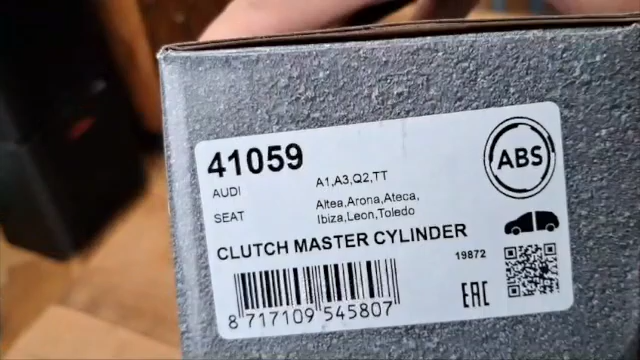 41059
ABS
AUDI A1,A3,Q2,TT
SEAT Altea,Arona,Ateca,
Ibiza,Leon,Toledo
CLUTCH MASTER CYLINDER
19872
EAC
8 717109 545807